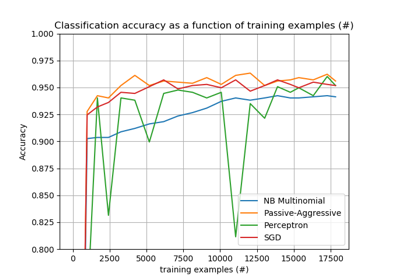 Classification accuracy as a function of training examples (#)
1.000
0.975
0.950
0.925
0.900
0.875
0.850
0.825
0.800
Accuracy
NB Multinomial
Passive-Aggressive
Perceptron
SGD
0 2500 5000 7500 10000 12500 15000 17500
training examples (#)